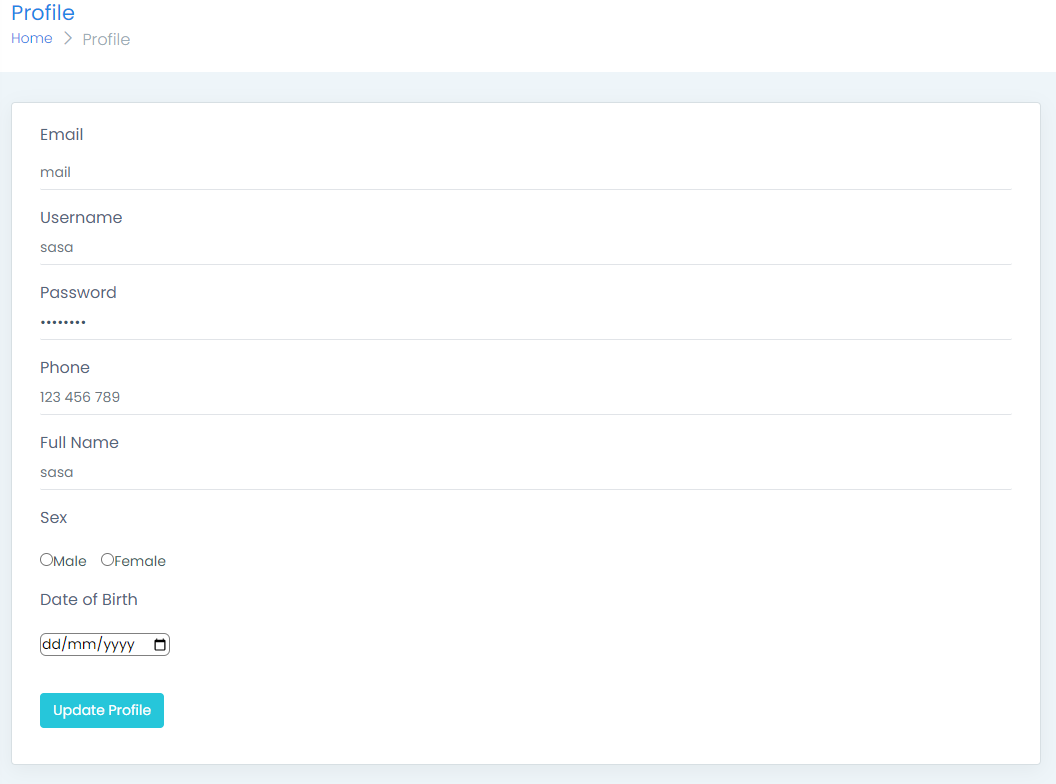 Profile
Home > Profile
Email
mail
Username
sasa
Password
••••••••
Phone
123 456 789
Full Name
sasa
Sex
Male Female
Date of Birth
dd/mm/yyyy
Update Profile